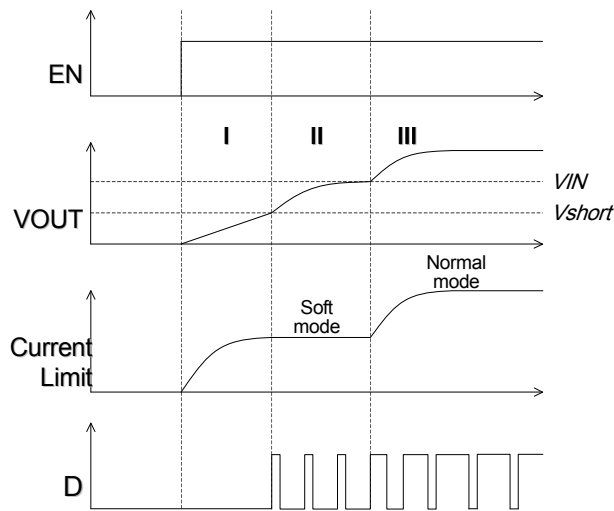 EN
I
II
III
VOUT
VIN
Vshort
Current
Limit
Soft
mode
Normal
mode
D